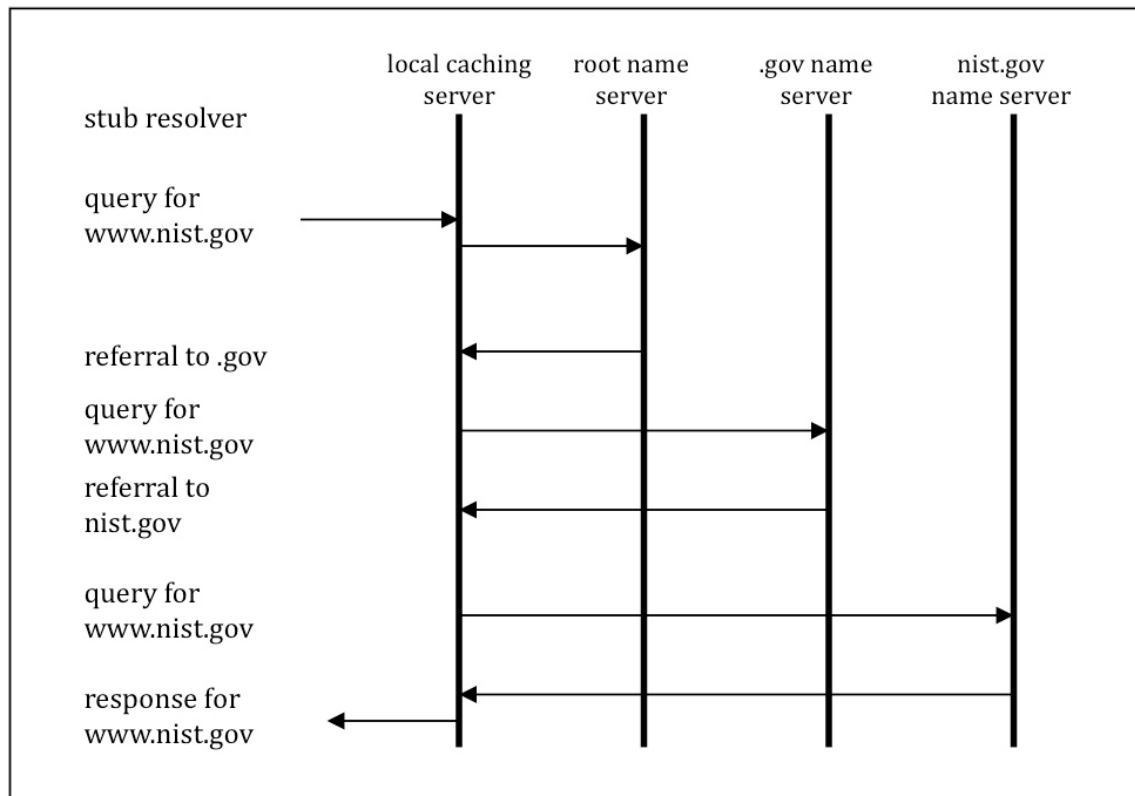 local caching
server
root name
server
.gov name
server
nist.gov
name server
stub resolver
query for
www.nist.gov
referral to .gov
query for
www.nist.gov
referral to
nist.gov
query for
www.nist.gov
response for
www.nist.gov